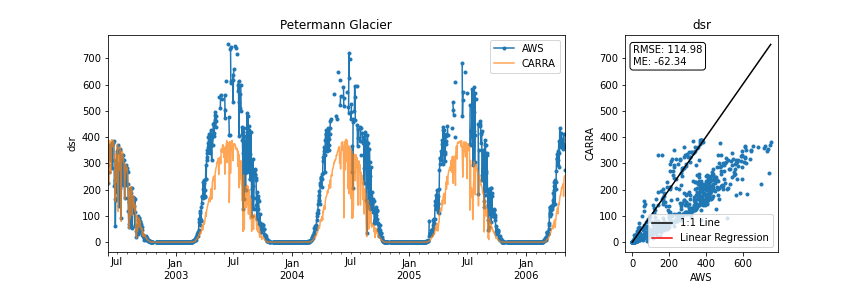 Petermann Glacier
dsr
700
600
500
400
300
200
100
0
dsr
AWS
CARRA
Jul
Jan
2003
Jul
Jan
2004
Jul
Jan
2005
Jul
Jan
2006
dsr
RMSE: 114.98
ME: -62.34
CARRA
700
600
500
400
300
200
100
0
1:1 Line
Linear Regression
0
200
400
600
AWS